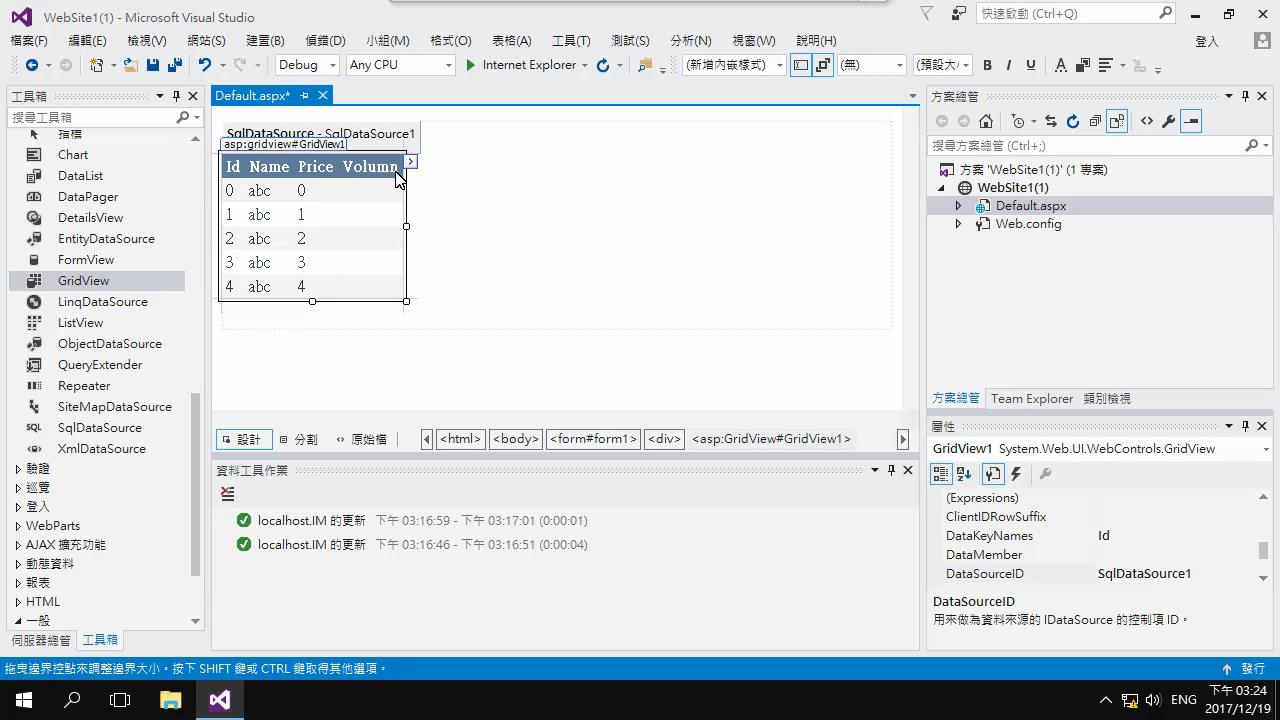 WebSite1(1) - Microsoft Visual Studio
快速啟動 (Ctrl+Q)
檔案(F) 編輯(E) 檢視(V) 網站(S) 建置(B) 偵錯(D) 小組(M) 格式(O) 表格(A) 工具(T) 測試(S) 分析(N) 視窗(W) 說明(H) 登入
Debug Any CPU Internet Explorer (新增內嵌樣式) (無) (預設大/ B I U A
工具箱
搜尋工具箱
指標
Chart
DataList
DataPager
DetailsView
EntityDataSource
FormView
GridView
LinqDataSource
ListView
ObjectDataSource
QueryExtender
Repeater
SiteMapDataSource
SQL SqlDataSource
XmlDataSource
驗證
巡覽
登入
WebParts
AJAX 擴充功能
動態資料
報表
HTML
一般
伺服器總管 工具箱
Default.aspx*
SqlDataSource - SqlDataSource1
asp:gridview#GridView1
Id Name Price Volumn
0 abc 0
1 abc 1
2 abc 2
3 abc 3
4 abc 4
設計 分割 原始檔 <html> <body> <form#form1> <div> <asp:GridView#GridView1>
資料工具作業
localhost.IM 的更新 下午 03:16:59 - 下午 03:17:01 (0:00:01)
localhost.IM 的更新 下午 03:16:46 - 下午 03:16:51 (0:00:04)
方案總管
搜尋方案總管 (Ctrl+;)
方案 'WebSite1(1)' (1 專案)
WebSite1(1)
Default.aspx
Web.config
方案總管 Team Explorer 類別檢視
屬性
GridView1 System.Web.UI.WebControls.GridView
(Expressions)
ClientIDRowSuffix
DataKeyNames Id
DataMember
DataSourceID SqlDataSource1
DataSourceID
用來做為資料來源的 IDataSource 的控制項 ID。
拖曳邊界控點來調整邊界大小。按下 SHIFT 鍵或 CTRL 鍵取得其他選項。
發行
ENG
下午 03:24
2017/12/19